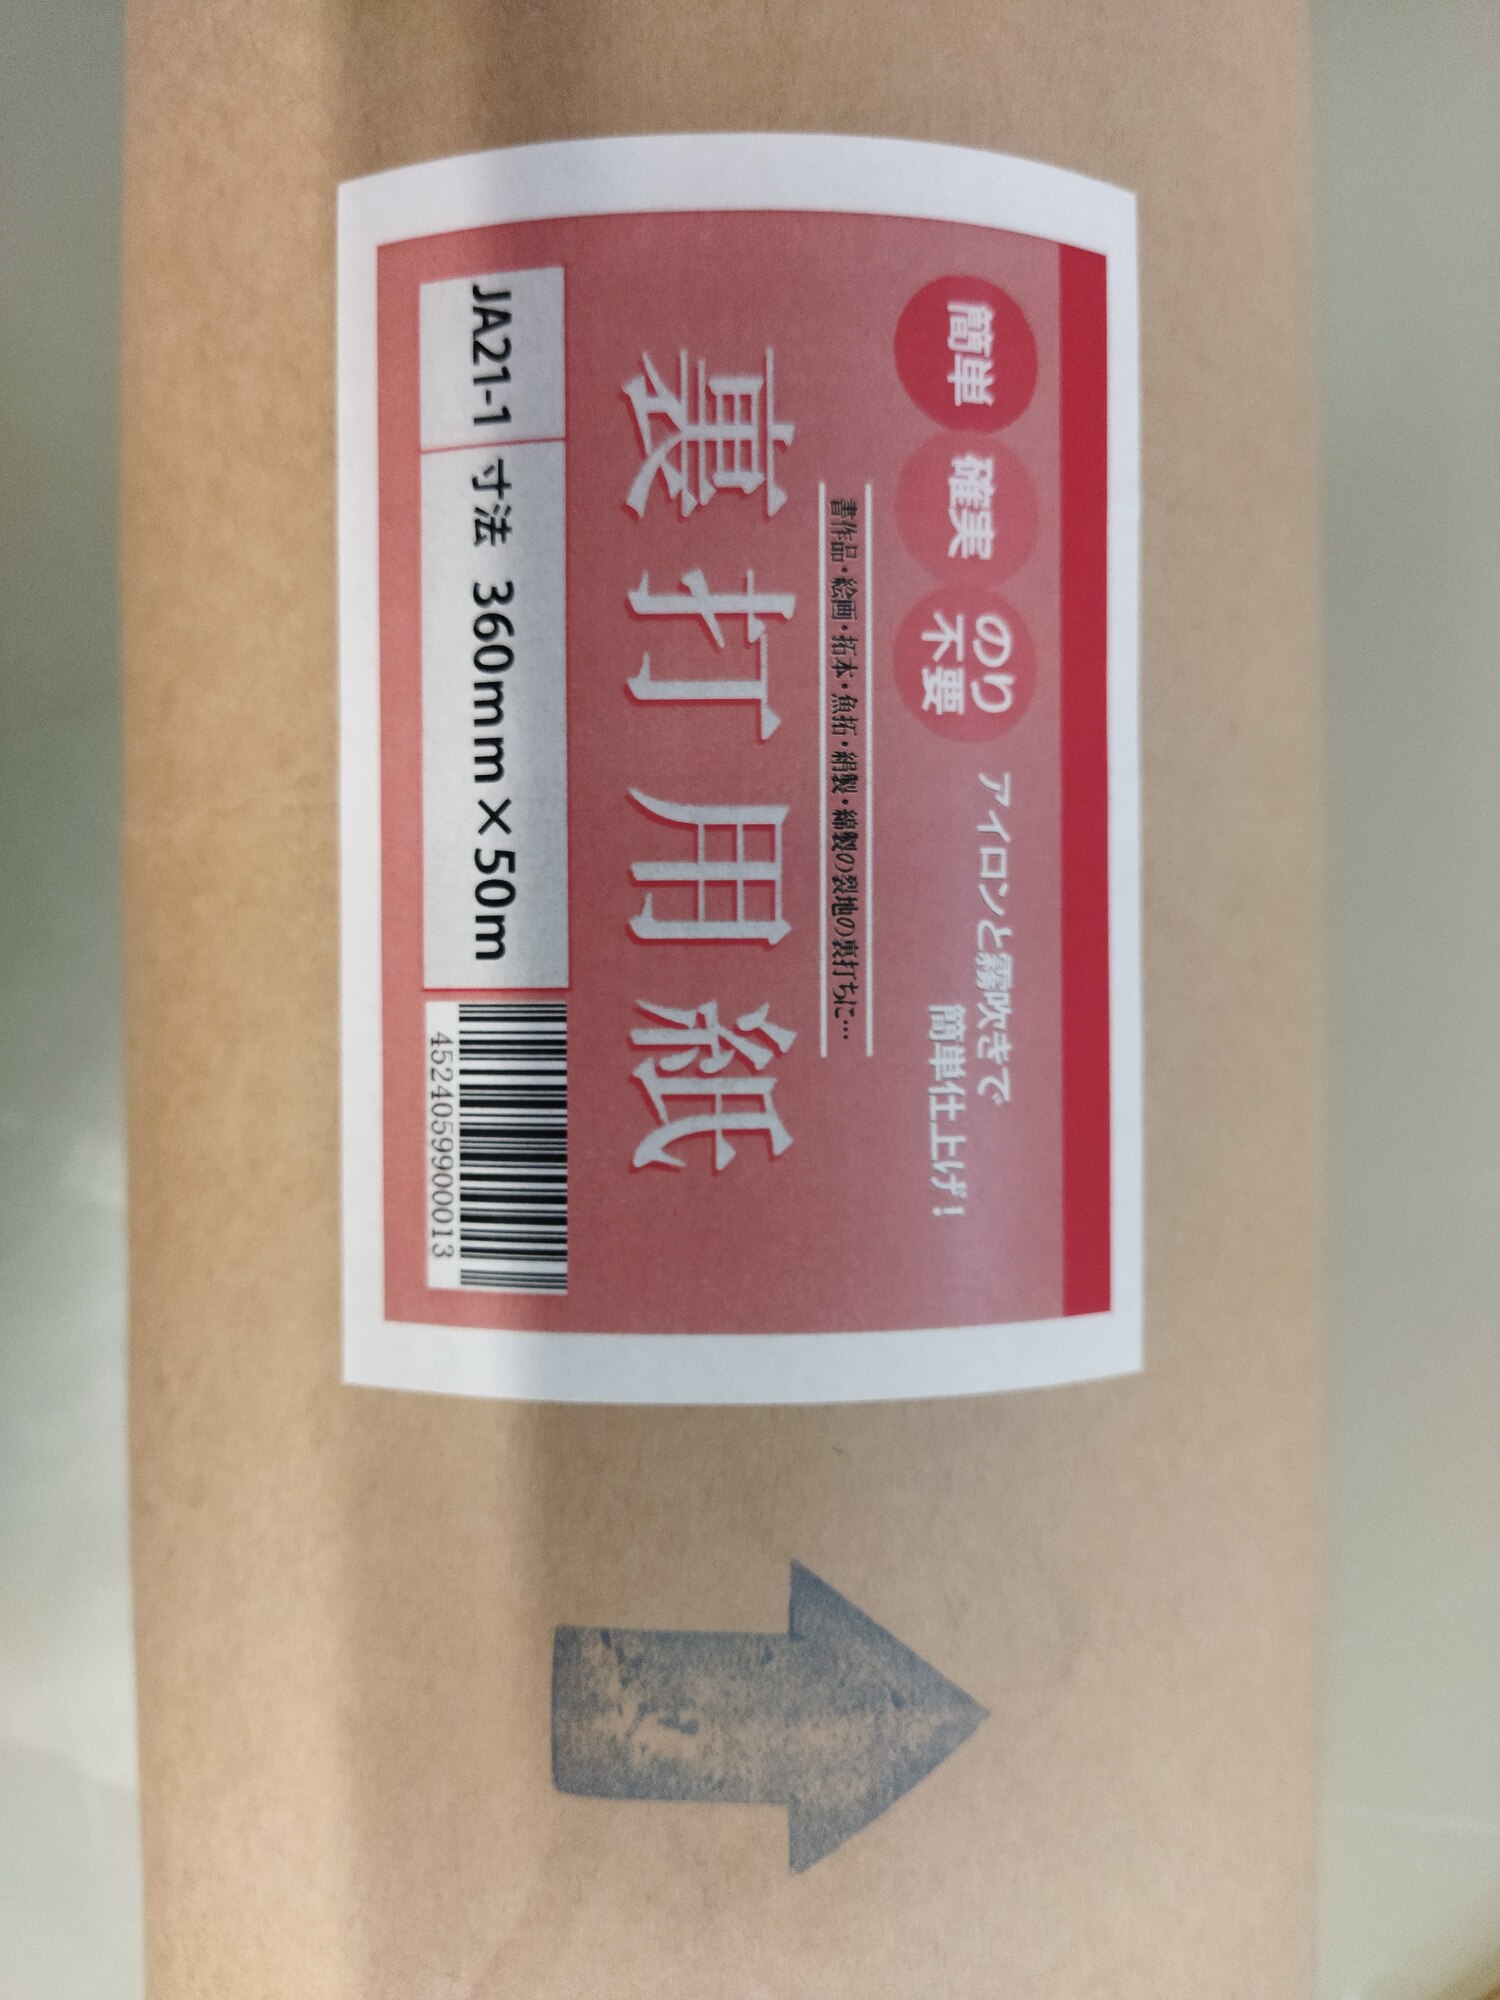 簡単 確実 のり不要
アイロンと霧吹きで
簡単仕上げ!
書作品・絵画・拓本・魚拓・絹製・綿製の裂地の裏打ちに…
裏打用紙
JA21-1 寸法 360mm×50m
4524059900013